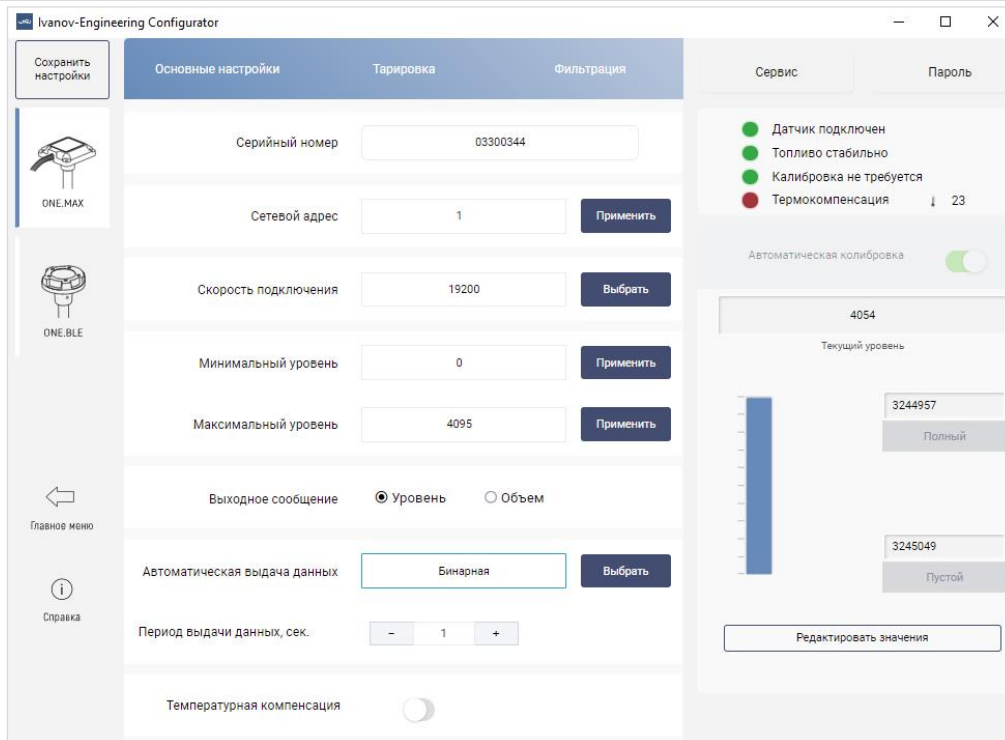 Ivanov-Engineering Configurator
Сохранить
настройки
ONE.MAX
ONE.BLE
Главное меню
Справка
Основные настройки
Тарировка
Фильтрация
Серийный номер
03300344
Сетевой адрес
1
Применить
Скорость подключения
19200
Выбрать
Минимальный уровень
0
Применить
Максимальный уровень
4095
Применить
Выходное сообщение
Уровень
Объем
Автоматическая выдача данных
Бинарная
Выбрать
Период выдачи данных, сек.
- 1 +
Температурная компенсация
Сервис
Пароль
Датчик подключен
Топливо стабильно
Калибровка не требуется
Термокомпенсация 23
Автоматическая колибровка
4054
Текущий уровень
3244957
Полный
3245049
Пустой
Редактировать значения